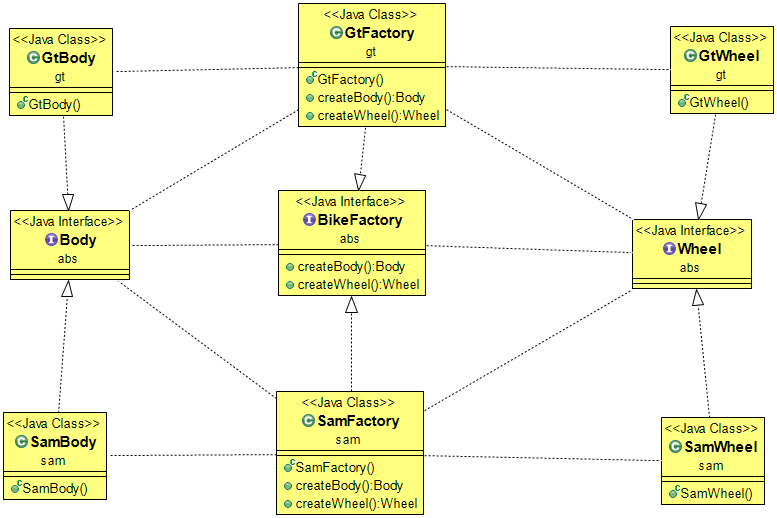 <<Java Class>>
GtBody
gt
GtBody()
<<Java Class>>
GtFactory
gt
GtFactory()
createBody():Body
createWheel():Wheel
<<Java Class>>
GtWheel
gt
GtWheel()
<<Java Interface>>
Body
abs
<<Java Interface>>
BikeFactory
abs
createBody():Body
createWheel():Wheel
<<Java Interface>>
Wheel
abs
<<Java Class>>
SamBody
sam
SamBody()
<<Java Class>>
SamFactory
sam
SamFactory()
createBody():Body
createWheel():Wheel
<<Java Class>>
SamWheel
sam
SamWheel()